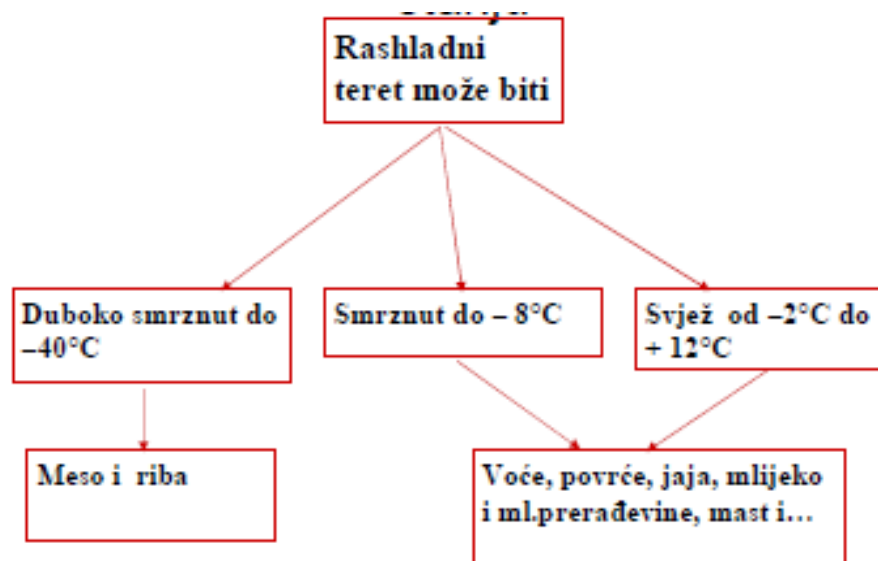 Rashladni
teret može biti
Duboko smrznut do
–40°C
Smrznut do – 8°C
Svjež od –2°C do
+ 12°C
Meso i riba
Voće, povrće, jaja, mlijeko
i ml.prerađevine, mast i...